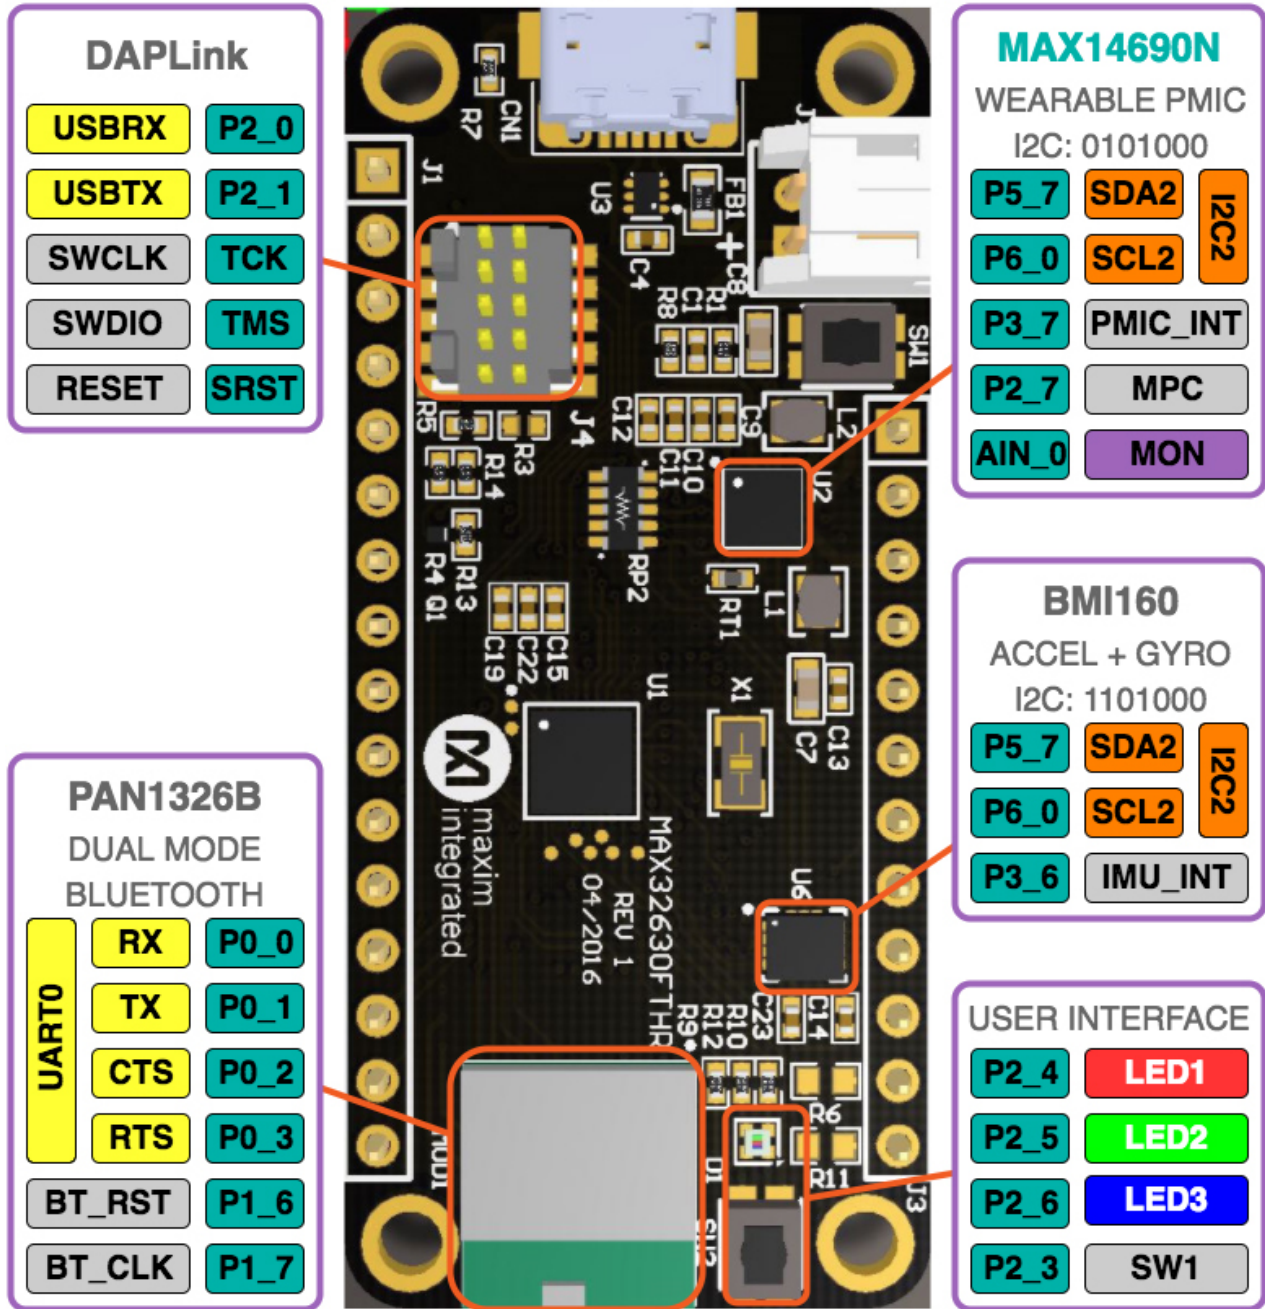 DAPLink
USBRX P2_0
USBTX P2_1
SWCLK TCK
SWDIO TMS
RESET SRST
PAN1326B
DUAL MODE
BLUETOOTH
UART0
RX P0_0
TX P0_1
CTS P0_2
RTS P0_3
BT_RST P1_6
BT_CLK P1_7
R7
CN1
J1
U3
FB1
C4
+
C8
R8
C1
R1
SW1
R5
R3
J4
C12
C11
C10
C9
L2
R14
U2
R4
Q1
R13
RP2
RT1
L1
C19
C22
C15
U1
X1
C7
C13
maxim
integrated
MAX32630FTHR
REV 1
04/2016
U6
C23
C14
R9
R12
R10
R6
D1
R11
J3
MOD1
MAX14690N
WEARABLE PMIC
I2C: 0101000
P5_7 SDA2
P6_0 SCL2
I2C2
P3_7 PMIC_INT
P2_7 MPC
AIN_0 MON
BMI160
ACCEL + GYRO
I2C: 1101000
P5_7 SDA2
P6_0 SCL2
I2C2
P3_6 IMU_INT
USER INTERFACE
P2_4 LED1
P2_5 LED2
P2_6 LED3
P2_3 SW1